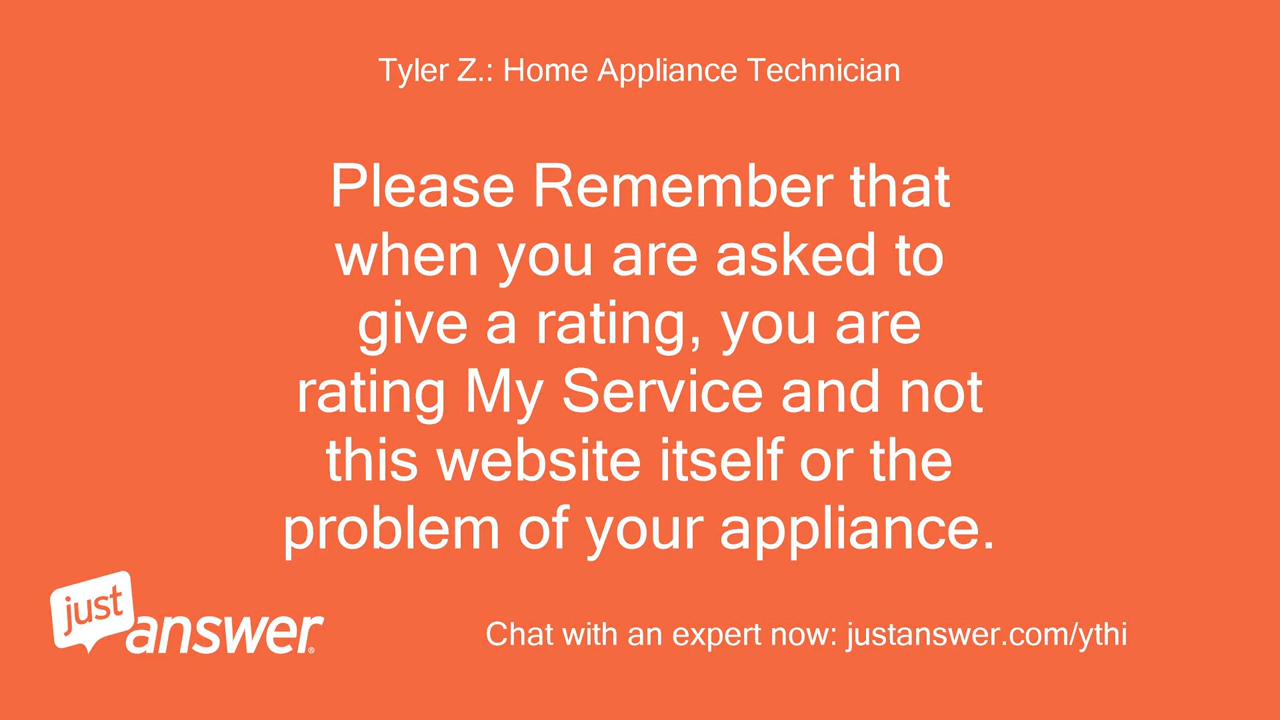 Tyler Z.: Home Appliance Technician
Please Remember that
when you are asked to
give a rating, you are
rating My Service and not
this website itself or the
problem of your appliance.
just
answer®
Chat with an expert now: justanswer.com/ythi